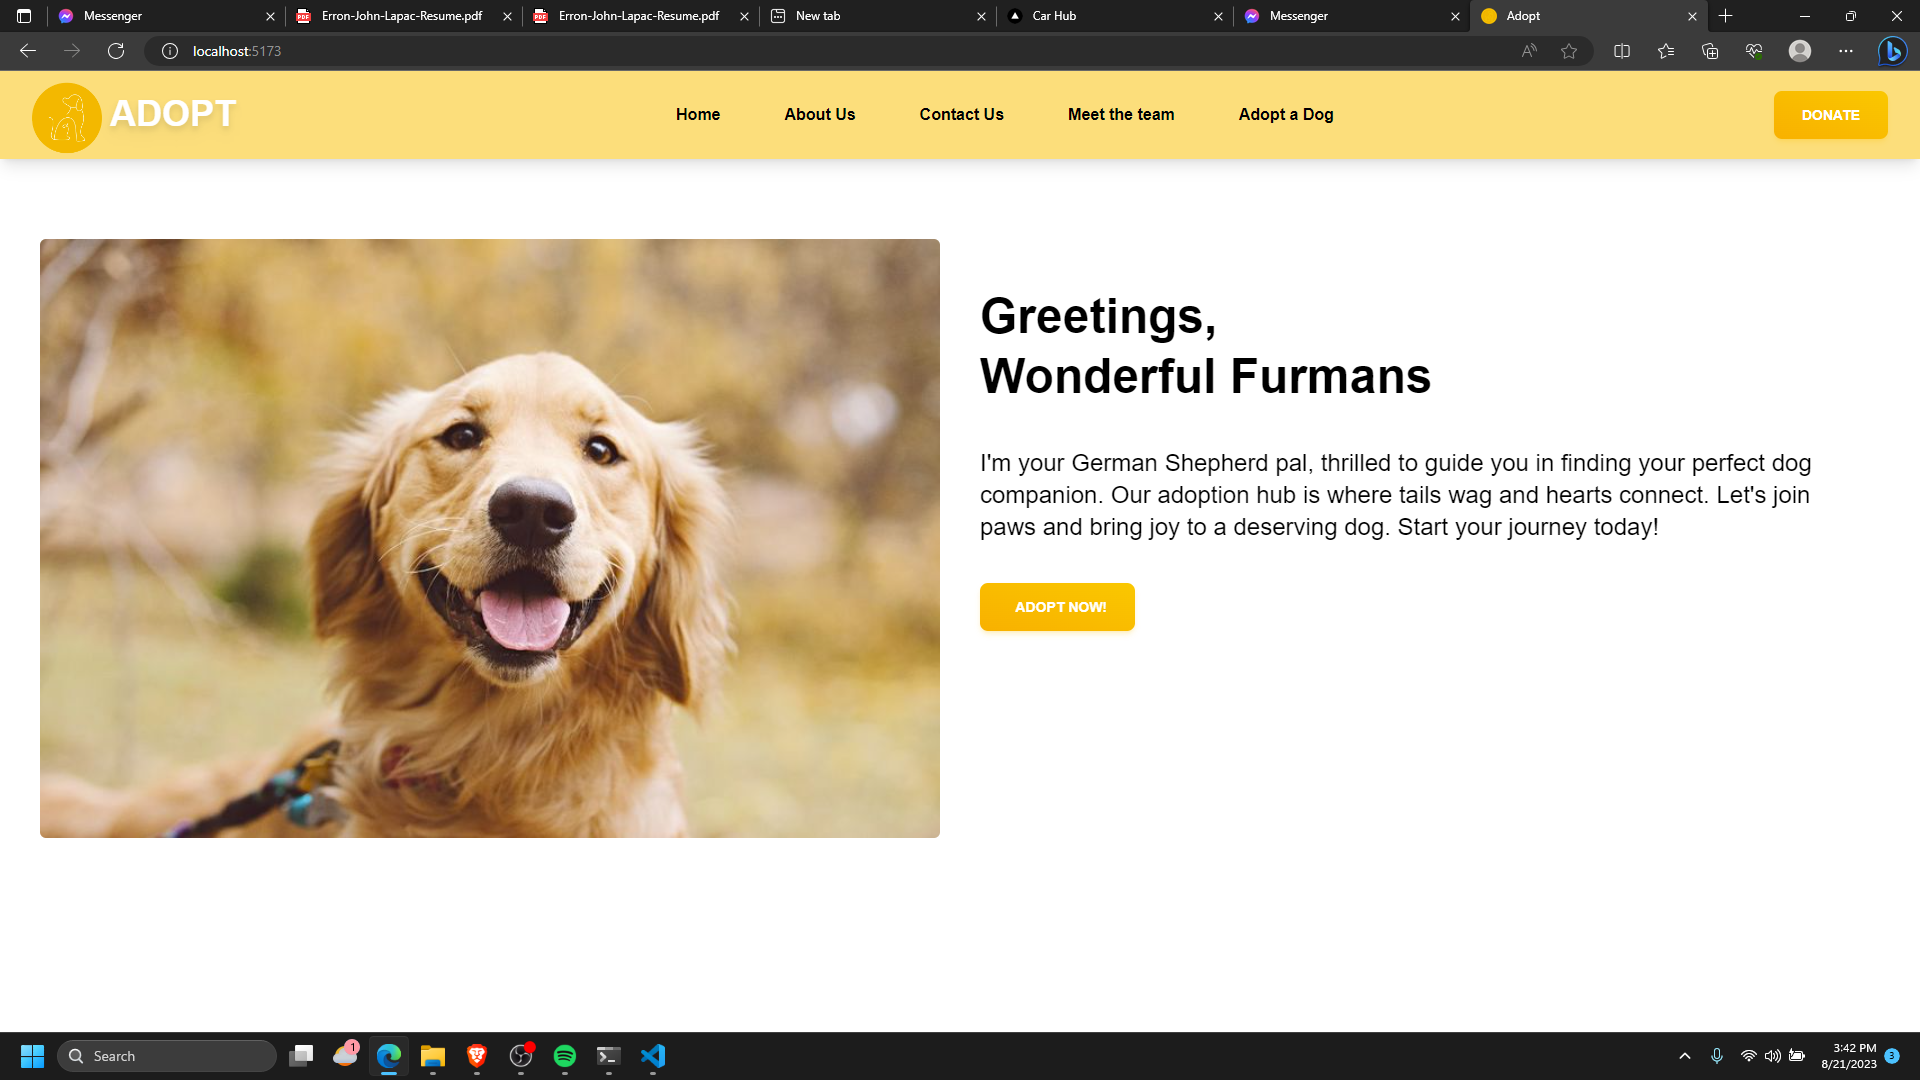 Messenger
Erron-John-Lapac-Resume.pdf
Erron-John-Lapac-Resume.pdf
New tab
Car Hub
Messenger
Adopt
localhost:5173
ADOPT
Home
About Us
Contact Us
Meet the team
Adopt a Dog
DONATE
Greetings,
Wonderful Furmans
I'm your German Shepherd pal, thrilled to guide you in finding your perfect dog
companion. Our adoption hub is where tails wag and hearts connect. Let's join
paws and bring joy to a deserving dog. Start your journey today!
ADOPT NOW!
Search
1
3:42 PM
8/21/2023
3